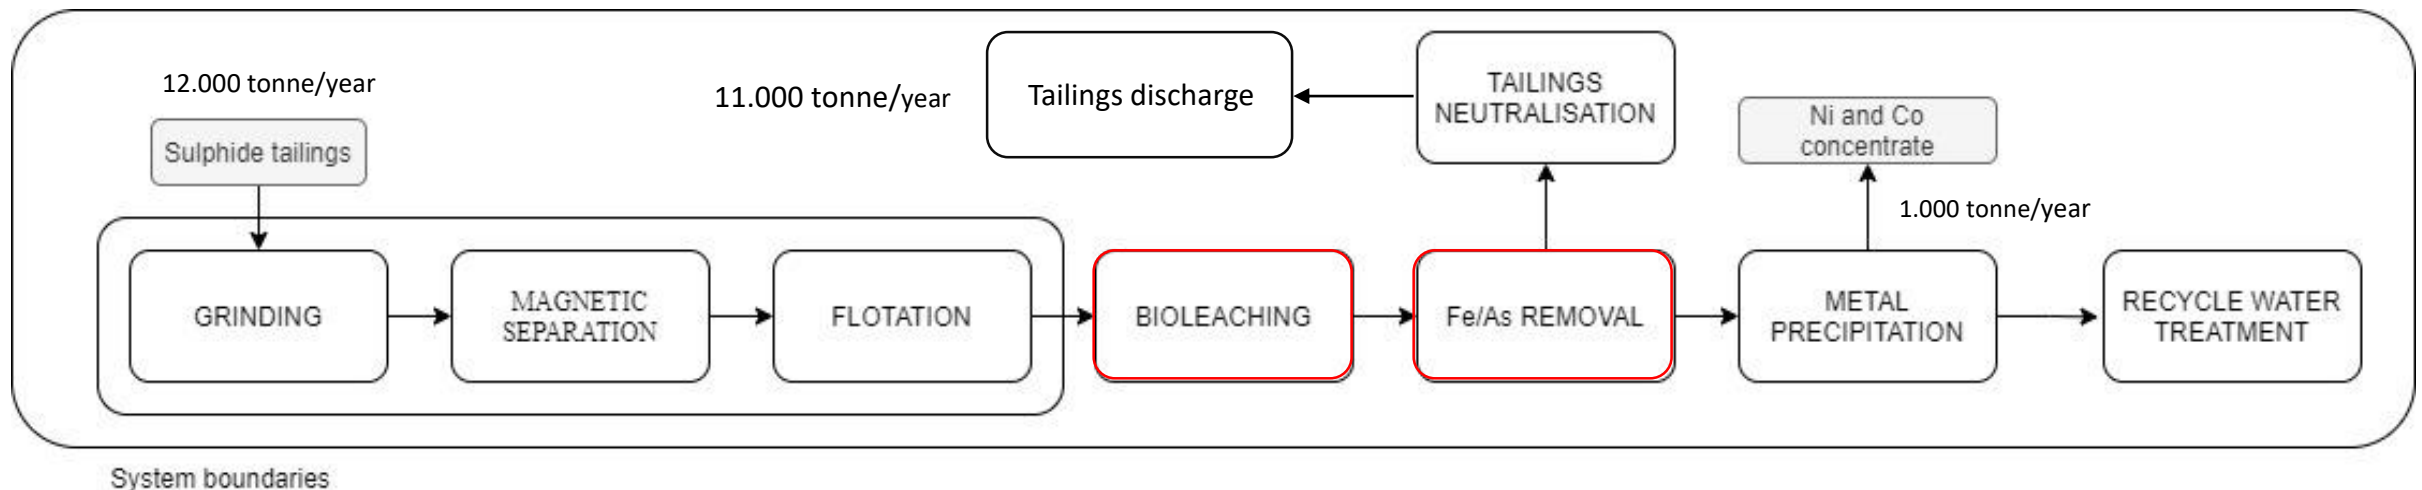 12.000 tonne/year
Sulphide tailings
11.000 tonne/year
Tailings discharge
TAILINGS
NEUTRALISATION
Ni and Co
concentrate
1.000 tonne/year
GRINDING
MAGNETIC
SEPARATION
FLOTATION
BIOLEACHING
Fe/As REMOVAL
METAL
PRECIPITATION
RECYCLE WATER
TREATMENT
System boundaries